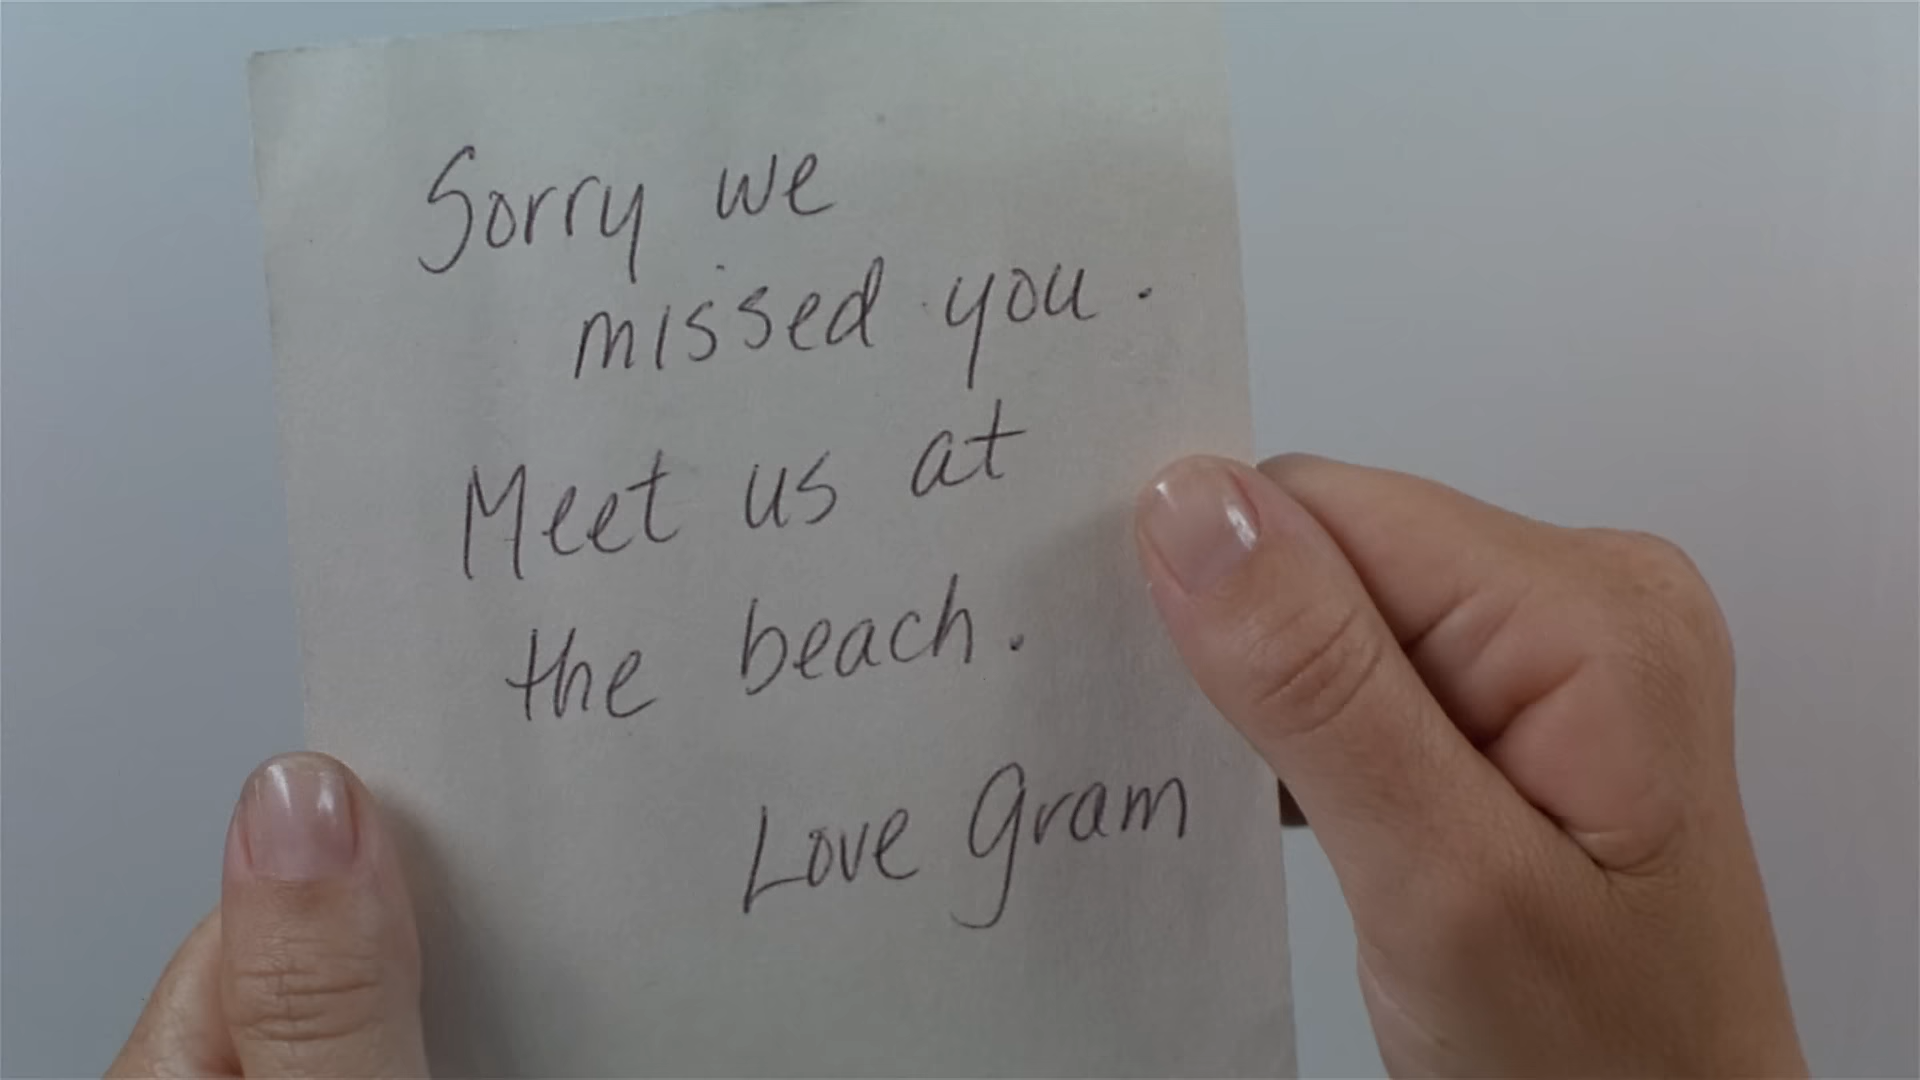 Sorry we
missed you.
Meet us at
the beach.
Love Gram